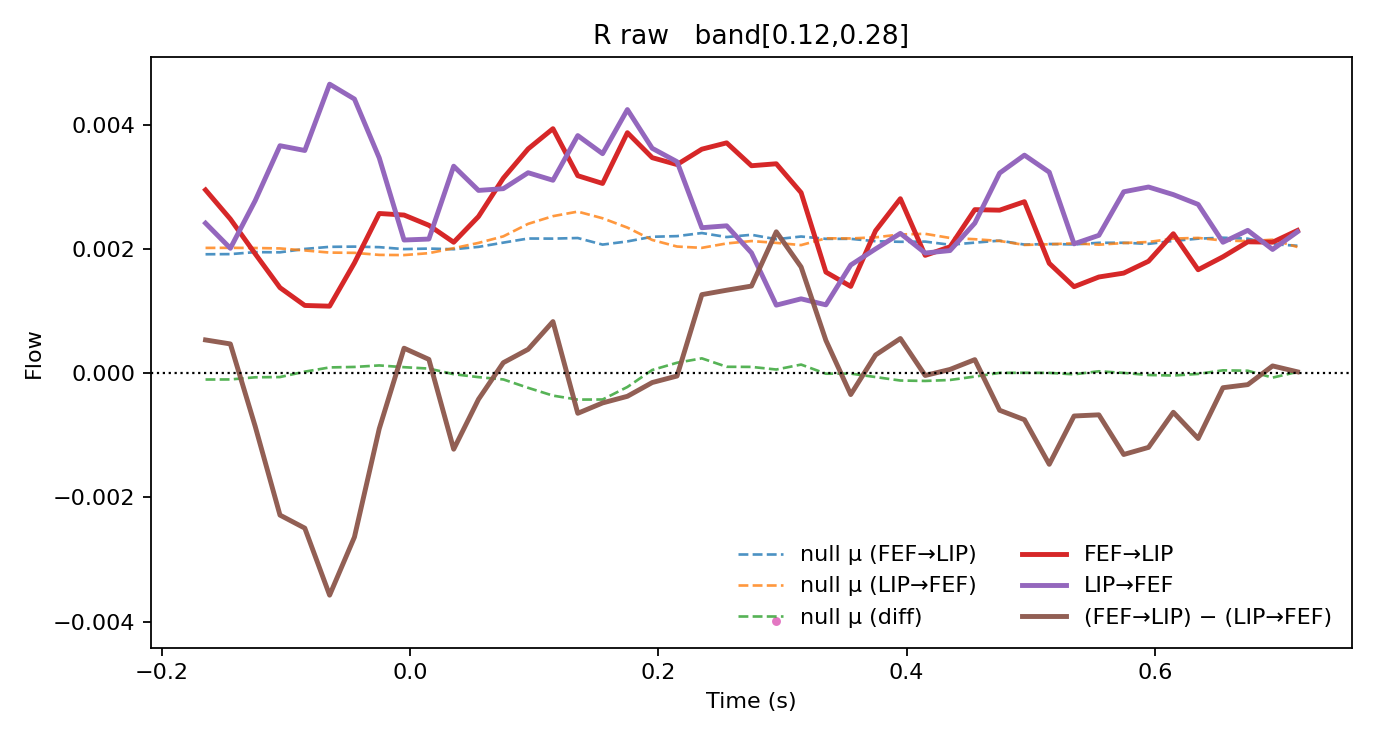 R raw band[0.12,0.28]
Flow
0.004
0.002
0.000
−0.002
−0.004
null μ (FEF→LIP)
null μ (LIP→FEF)
null μ (diff)
FEF→LIP
LIP→FEF
(FEF→LIP) − (LIP→FEF)
−0.2
0.0
0.2
0.4
0.6
Time (s)